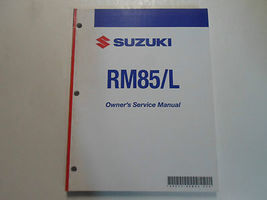 SUZUKI
RM85/L
Owner's Service Manual